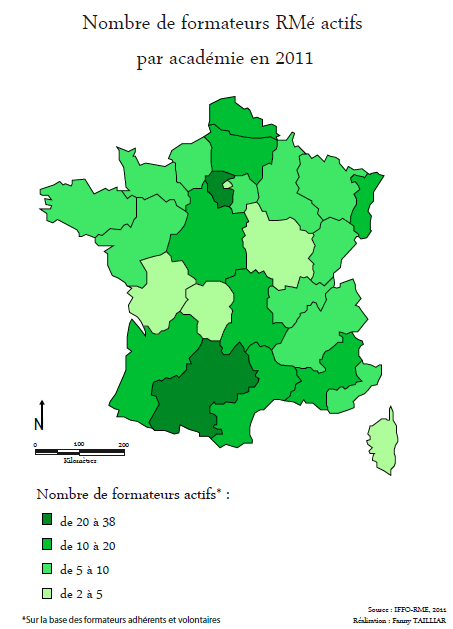 Nombre de formateurs RMé actifs
par académie en 2011
N
0 100 200
Kilomètres
Nombre de formateurs actifs* :
de 20 à 38
de 10 à 20
de 5 à 10
de 2 à 5
Source : IFFO-RME, 2011
*Sur la base des formateurs adhérents et volontaires
Réalisation : Fanny TAILLIAR